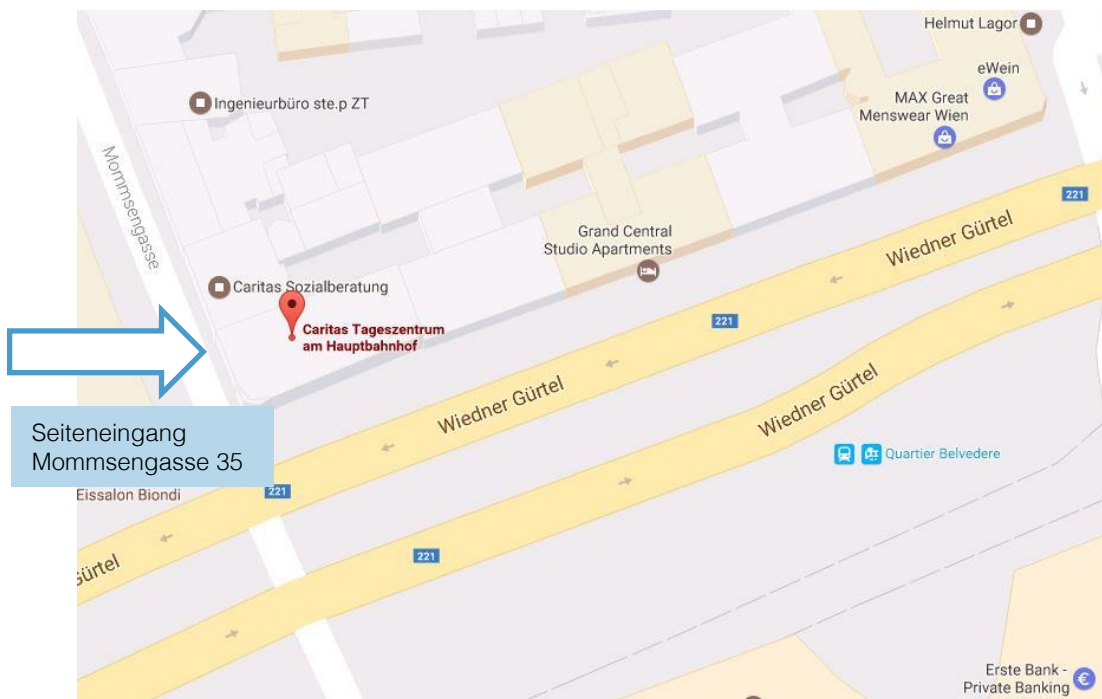 Helmut Lagor
eWein
Ingenieurbüro ste.p ZT
MAX Great
Menswear Wien
Mommsengasse
221
Grand Central
Studio Apartments
Wiedner Gürtel
Caritas Sozialberatung
221
Caritas Tageszentrum
am Hauptbahnhof
Wiedner Gürtel
Wiedner Gürtel
Seiteneingang
Mommsengasse 35
Quartier Belvedere
Eissalon Biondi
221
221
Gürtel
Erste Bank -
Private Banking